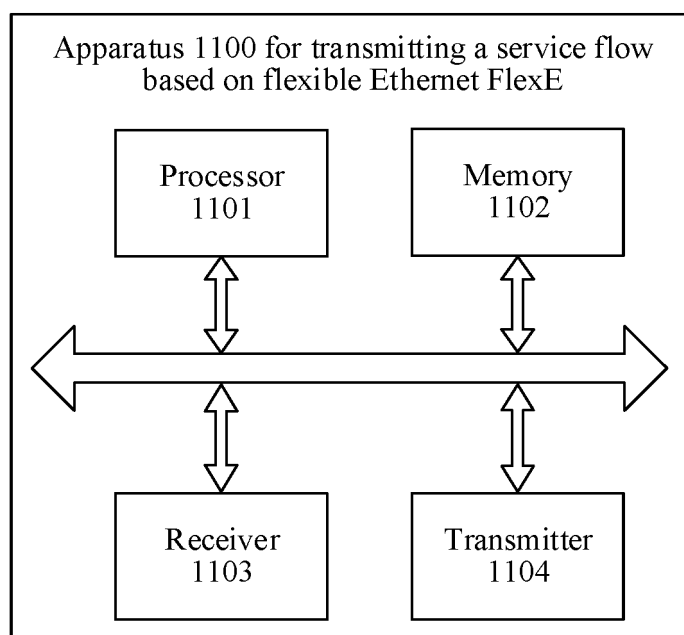 Apparatus 1100 for transmitting a service flow
based on flexible Ethernet FlexE
Processor
1101
Memory
1102
Receiver
1103
Transmitter
1104